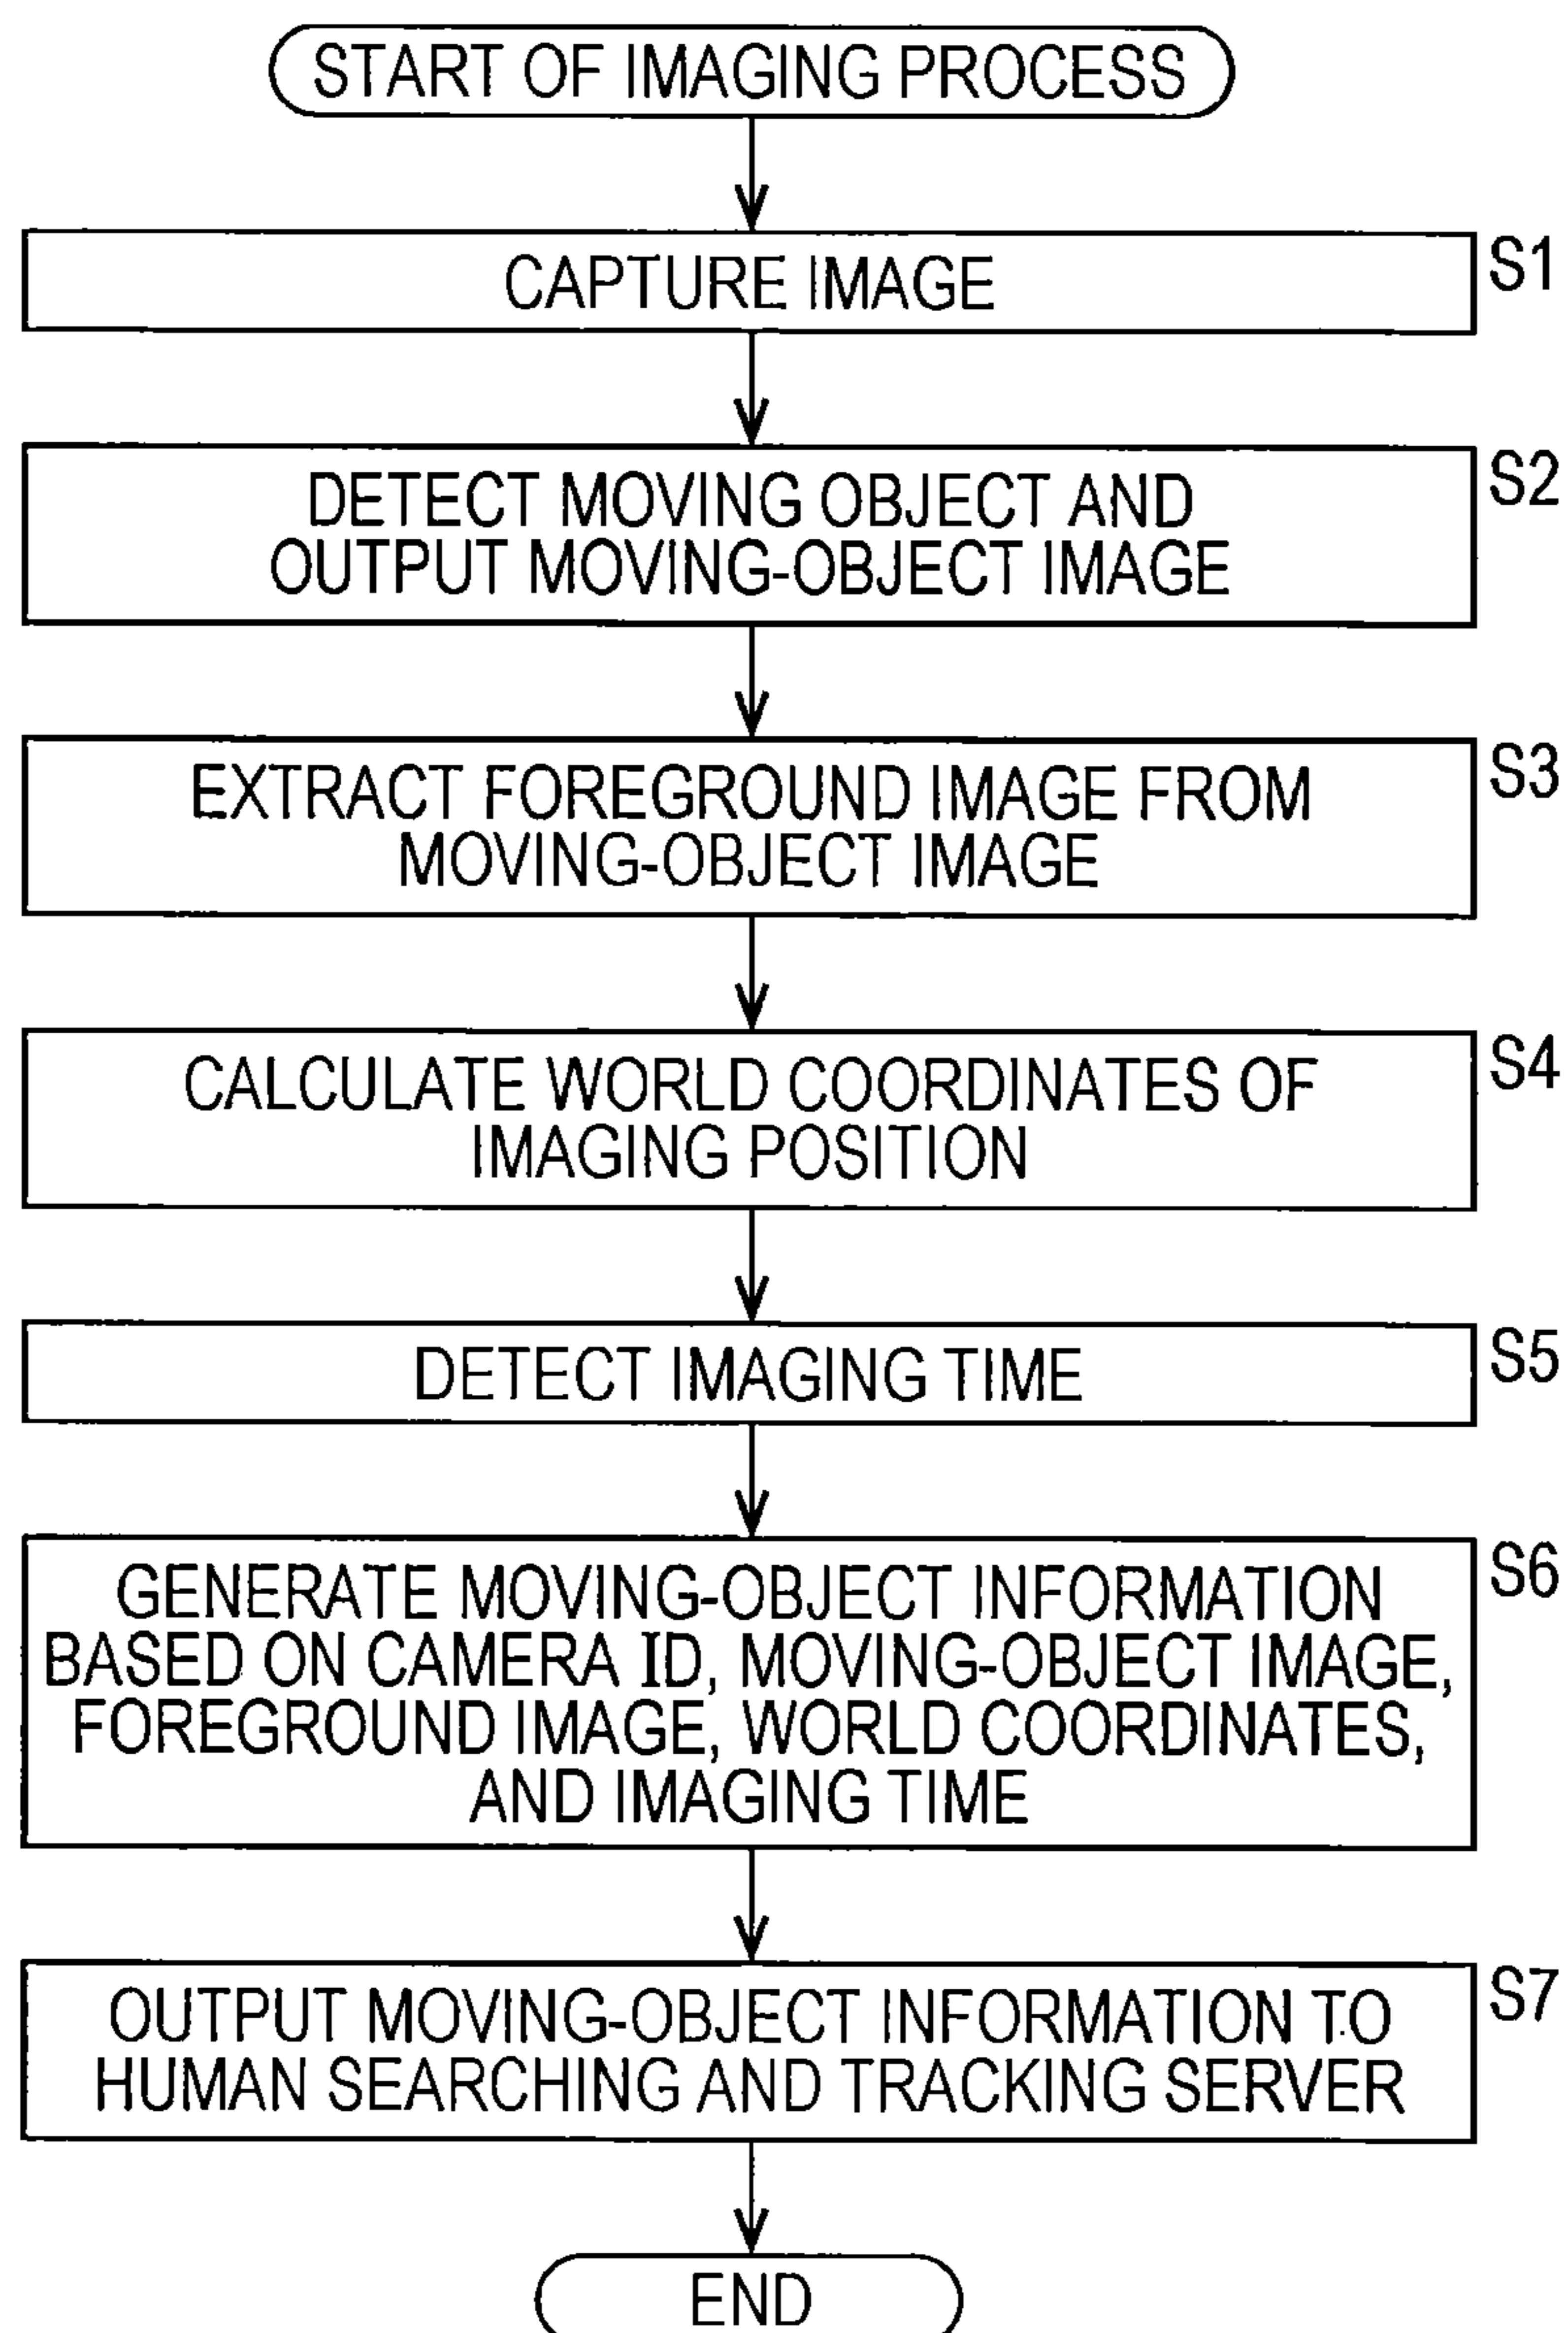 START OF IMAGING PROCESS
CAPTURE IMAGE
S1
DETECT MOVING OBJECT AND
OUTPUT MOVING-OBJECT IMAGE
S2
EXTRACT FOREGROUND IMAGE FROM
MOVING-OBJECT IMAGE
S3
CALCULATE WORLD COORDINATES OF
IMAGING POSITION
S4
DETECT IMAGING TIME
S5
GENERATE MOVING-OBJECT INFORMATION
BASED ON CAMERA ID, MOVING-OBJECT IMAGE,
FOREGROUND IMAGE, WORLD COORDINATES,
AND IMAGING TIME
S6
OUTPUT MOVING-OBJECT INFORMATION TO
HUMAN SEARCHING AND TRACKING SERVER
S7
END